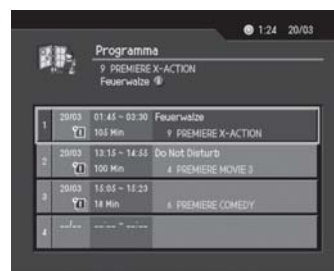 1:24 20/03
Programma
9 PREMIERE X-ACTION
Feuerwalze
1 20/03 01:45 ~ 03:30 Feuerwalze
105 Min 9 PREMIERE X-ACTION
2 20/03 13:15 ~ 14:55 Do Not Disturb
100 Min 4 PREMIERE MOVIE 3
3 20/03 15:05 ~ 15:23
18 Min 6 PREMIERE COMEDY
4 --/-- --:-- ~ --:--